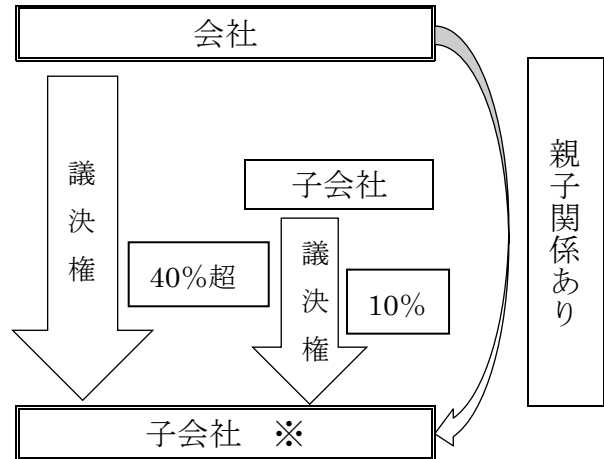 会社
議決権
40%超
子会社
議決権
10%
親子関係あり
子会社　※